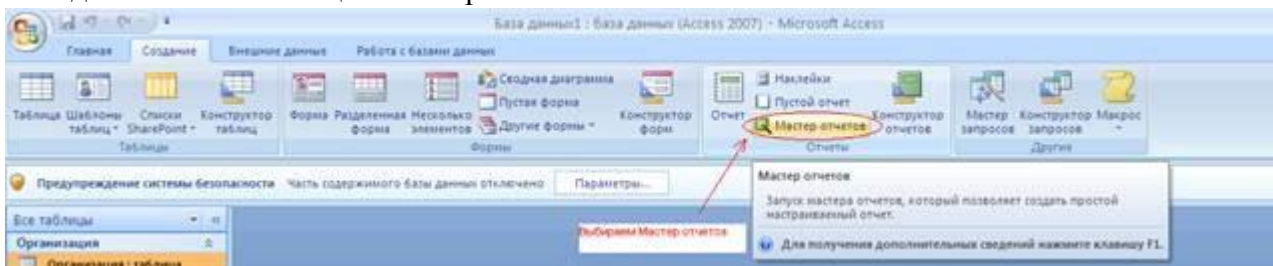 База данных1 : база данных (Access 2007) - Microsoft Access
Главная Создание Внешние данные Работа с базами данных
Таблица Шаблоны таблиц Списки SharePoint Конструктор таблиц
Таблицы
Форма Разделенная форма Несколько элементов
Сводная диаграмма
Пустая форма
Другие формы
Конструктор форм
Формы
Отчет
Наклейки
Пустой отчет
Мастер отчетов
Конструктор отчетов
Отчеты
Мастер запросов Конструктор запросов Макрос
Другие
Предупреждение системы безопасности Часть содержимого базы данных отключено Параметры...
Мастер отчетов
Запуск мастера отчетов, который позволяет создать простой
настраиваемый отчет.
Для получения дополнительных сведений нажмите клавишу F1.
Выбираем Мастер отчетов
Все таблицы
Организация
Организация : таблица